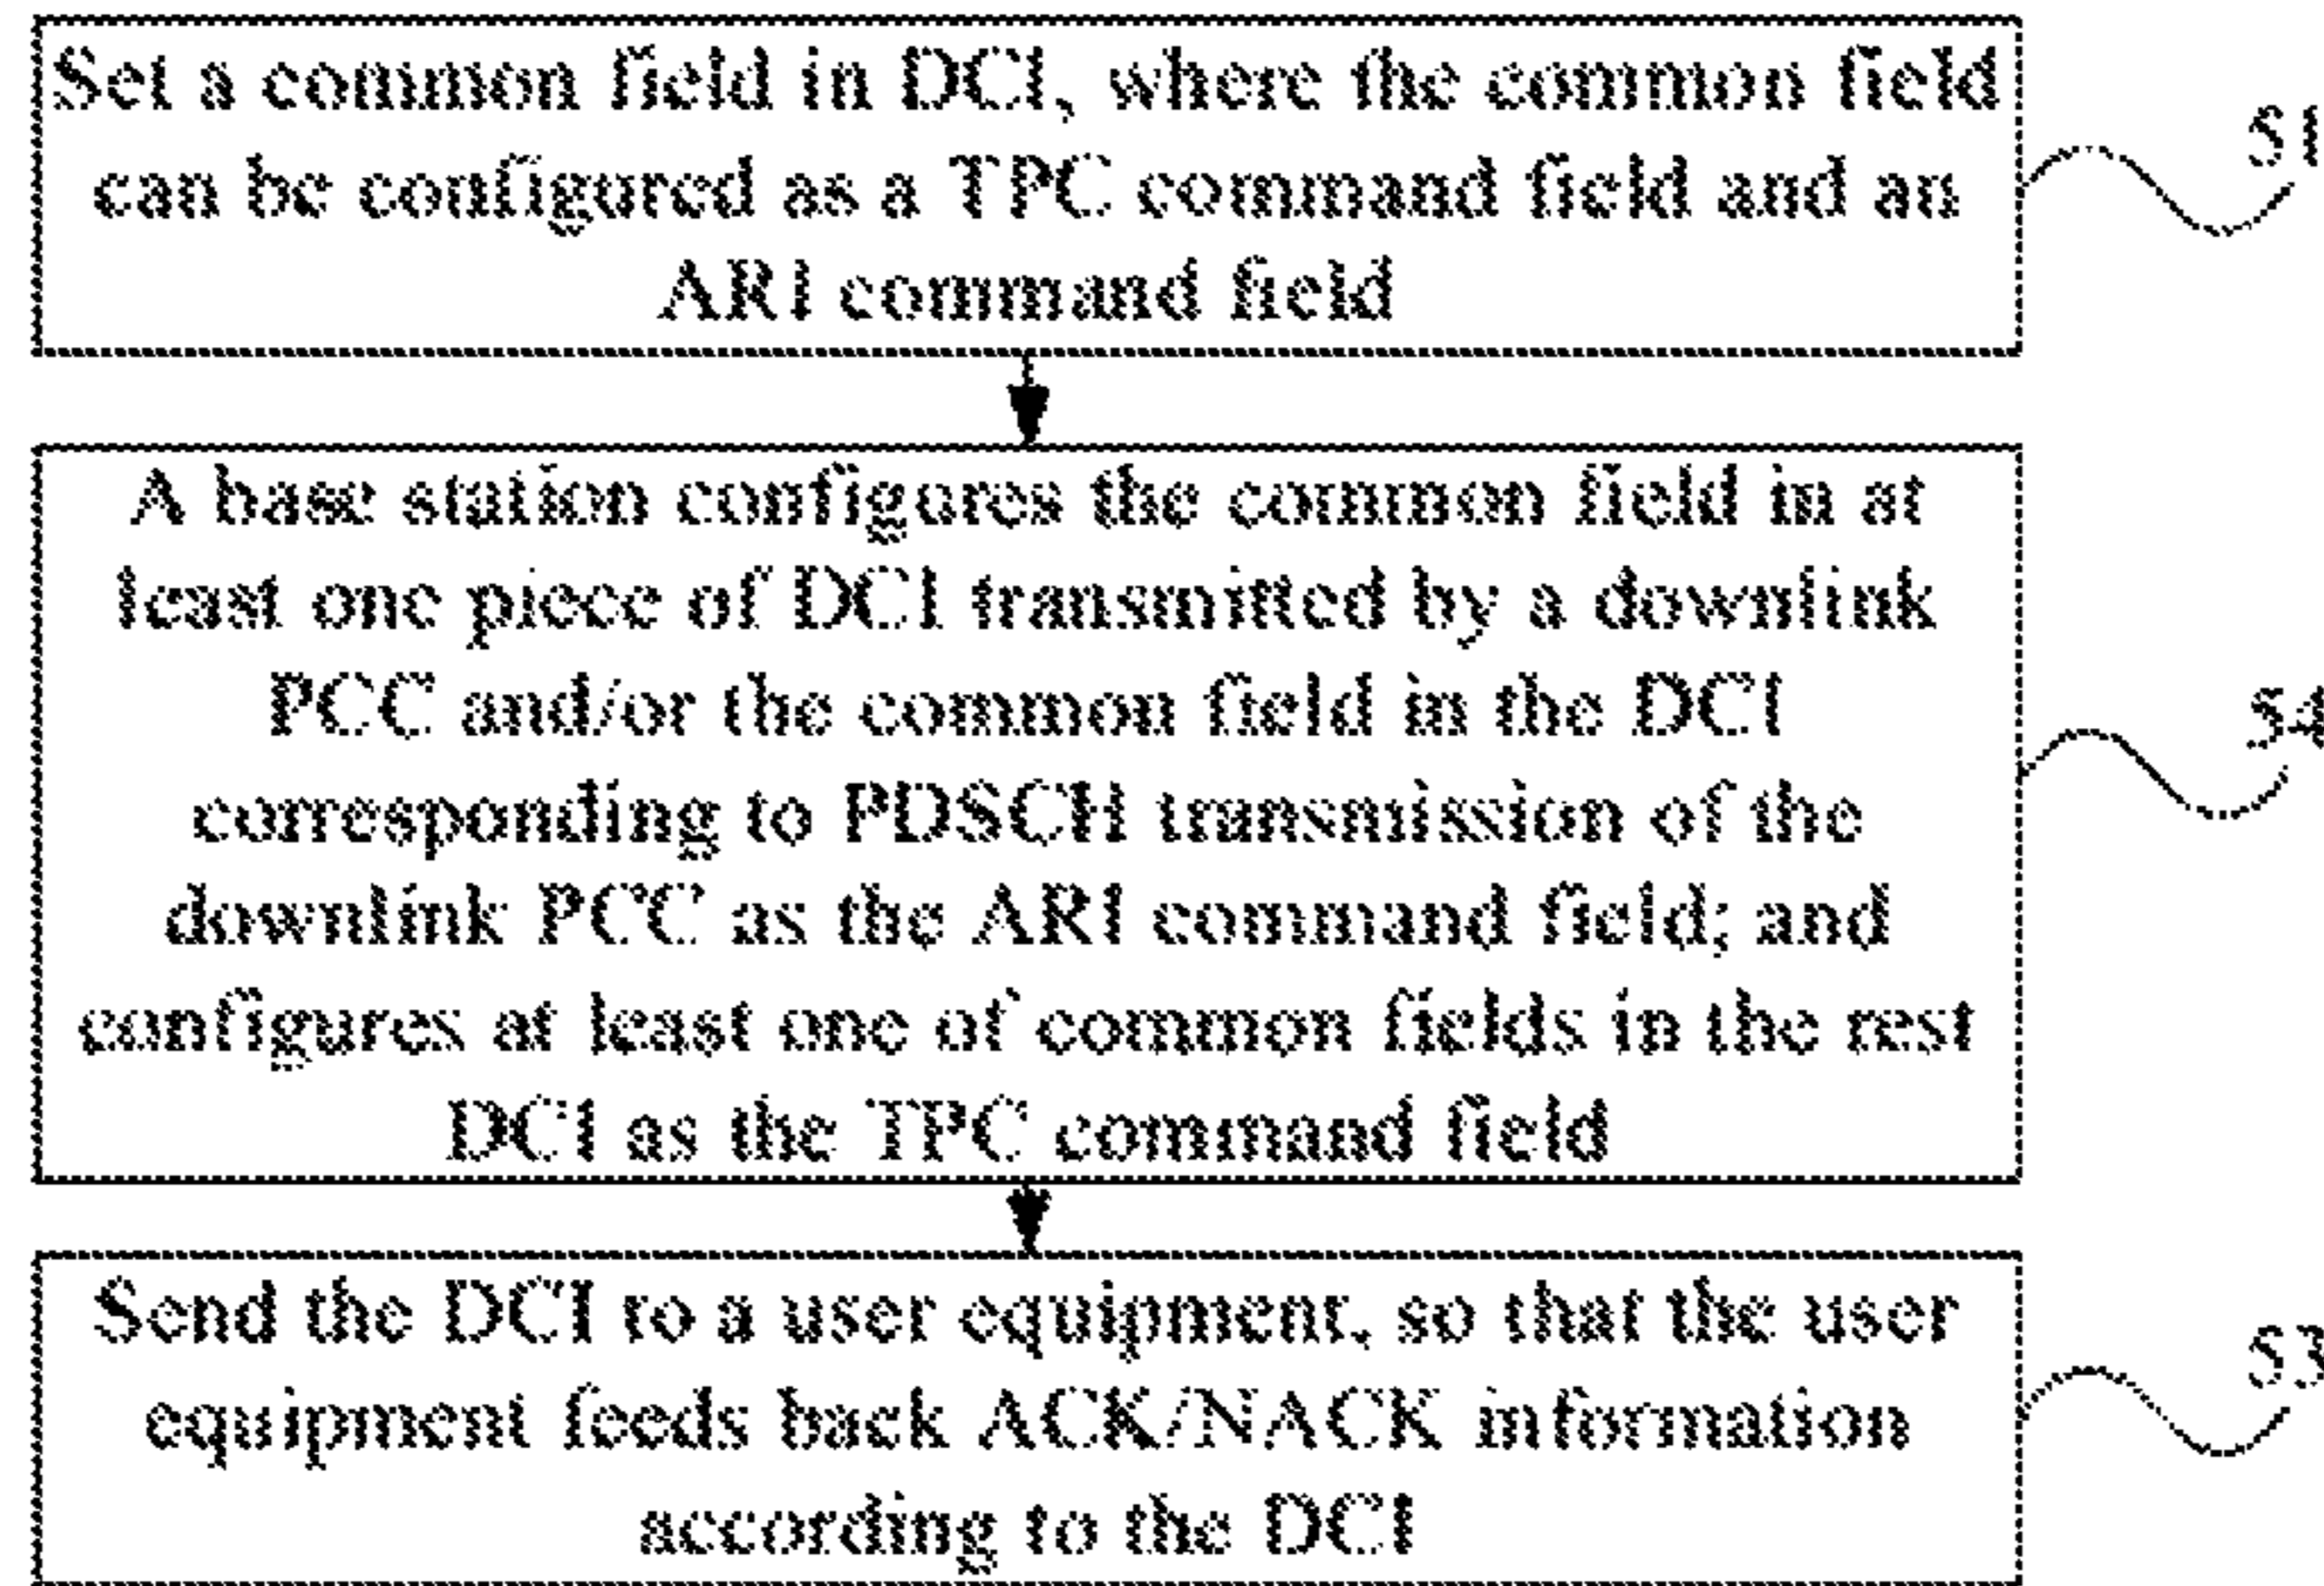 Set a common field in DCI, where the common field
can be configured as a TPC command field and an
ARI command field
51
A base station configures the common field in at
least one piece of DCI transmitted by a downlink
PCC and/or the common field in the DCI
corresponding to PDSCH transmission of the
downlink PCC as the ARI command field; and
configures at least one of common fields in the rest
DCI as the TPC command field
54
Send the DCI to a user equipment, so that the user
equipment feeds back ACK/NACK information
according to the DCI
53